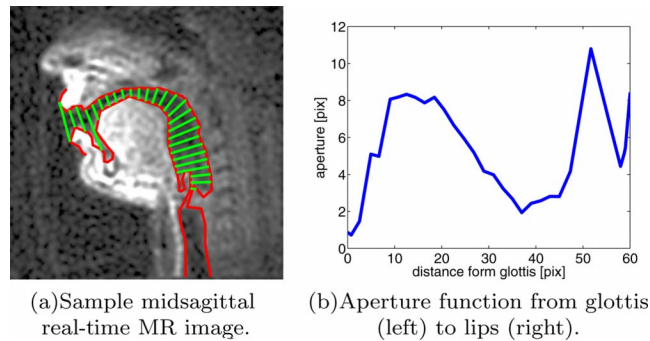 12
10
8
6
4
2
0
aperture [pix]
0 10 20 30 40 50 60
distance form glottis [pix]
(a)Sample midsagittal
real-time MR image.
(b)Aperture function from glottis
(left) to lips (right).